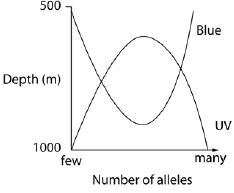 500
Blue
Depth (m)
UV
1000
few
many
Number of alleles